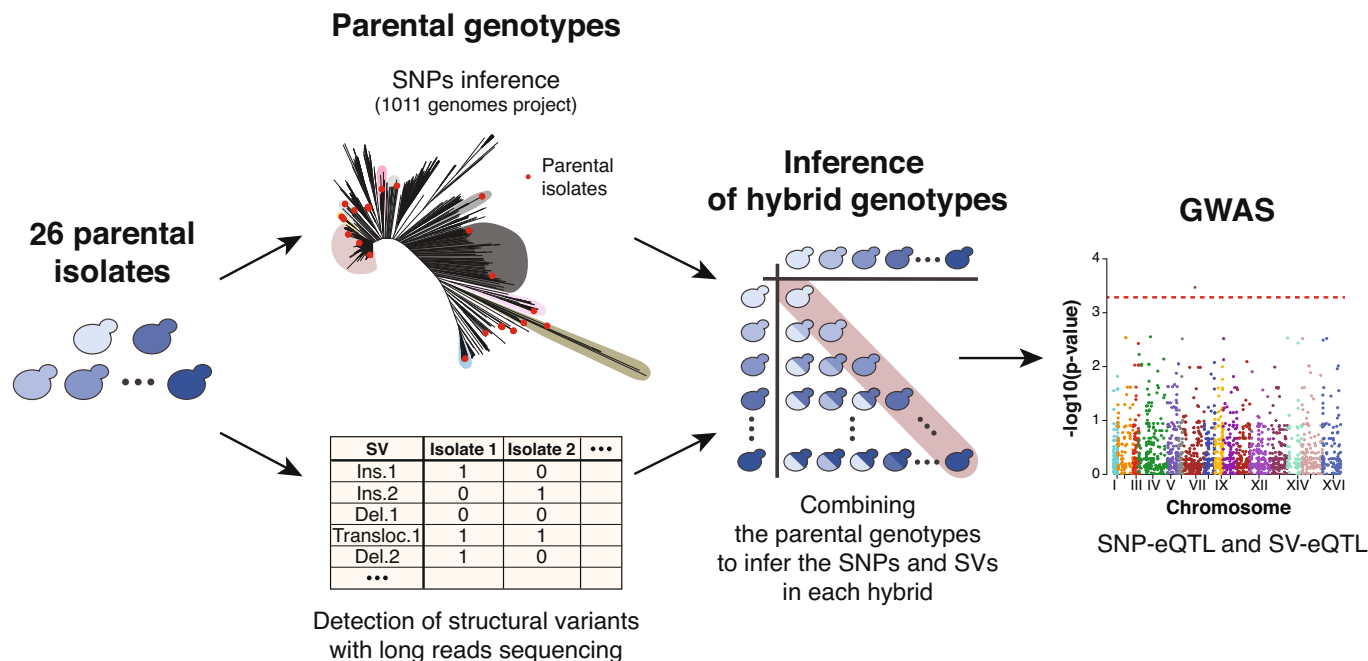 Parental genotypes
SNPs inference
(1011 genomes project)
Parental
isolates
26 parental
isolates
Inference
of hybrid genotypes
GWAS
SV Isolate 1 Isolate 2 •••
Ins.1 1 0
Ins.2 0 1
Del.1 0 0
Transloc.1 1 1
Del.2 1 0
•••
Detection of structural variants
with long reads sequencing
Combining
the parental genotypes
to infer the SNPs and SVs
in each hybrid
-log10(p-value)
4
3
2
1
0
I III IV V VII IX XII XIV XVI
Chromosome
SNP-eQTL and SV-eQTL